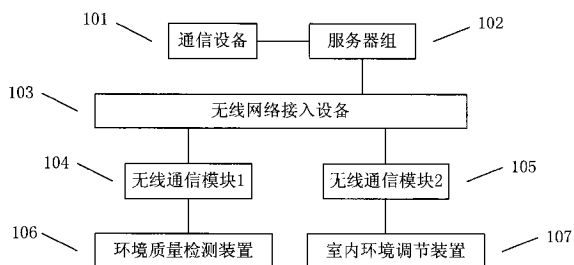 101
通信设备
服务器组
102
103
无线网络接入设备
104
无线通信模块1
无线通信模块2
105
106
环境质量检测装置
室内环境调节装置
107